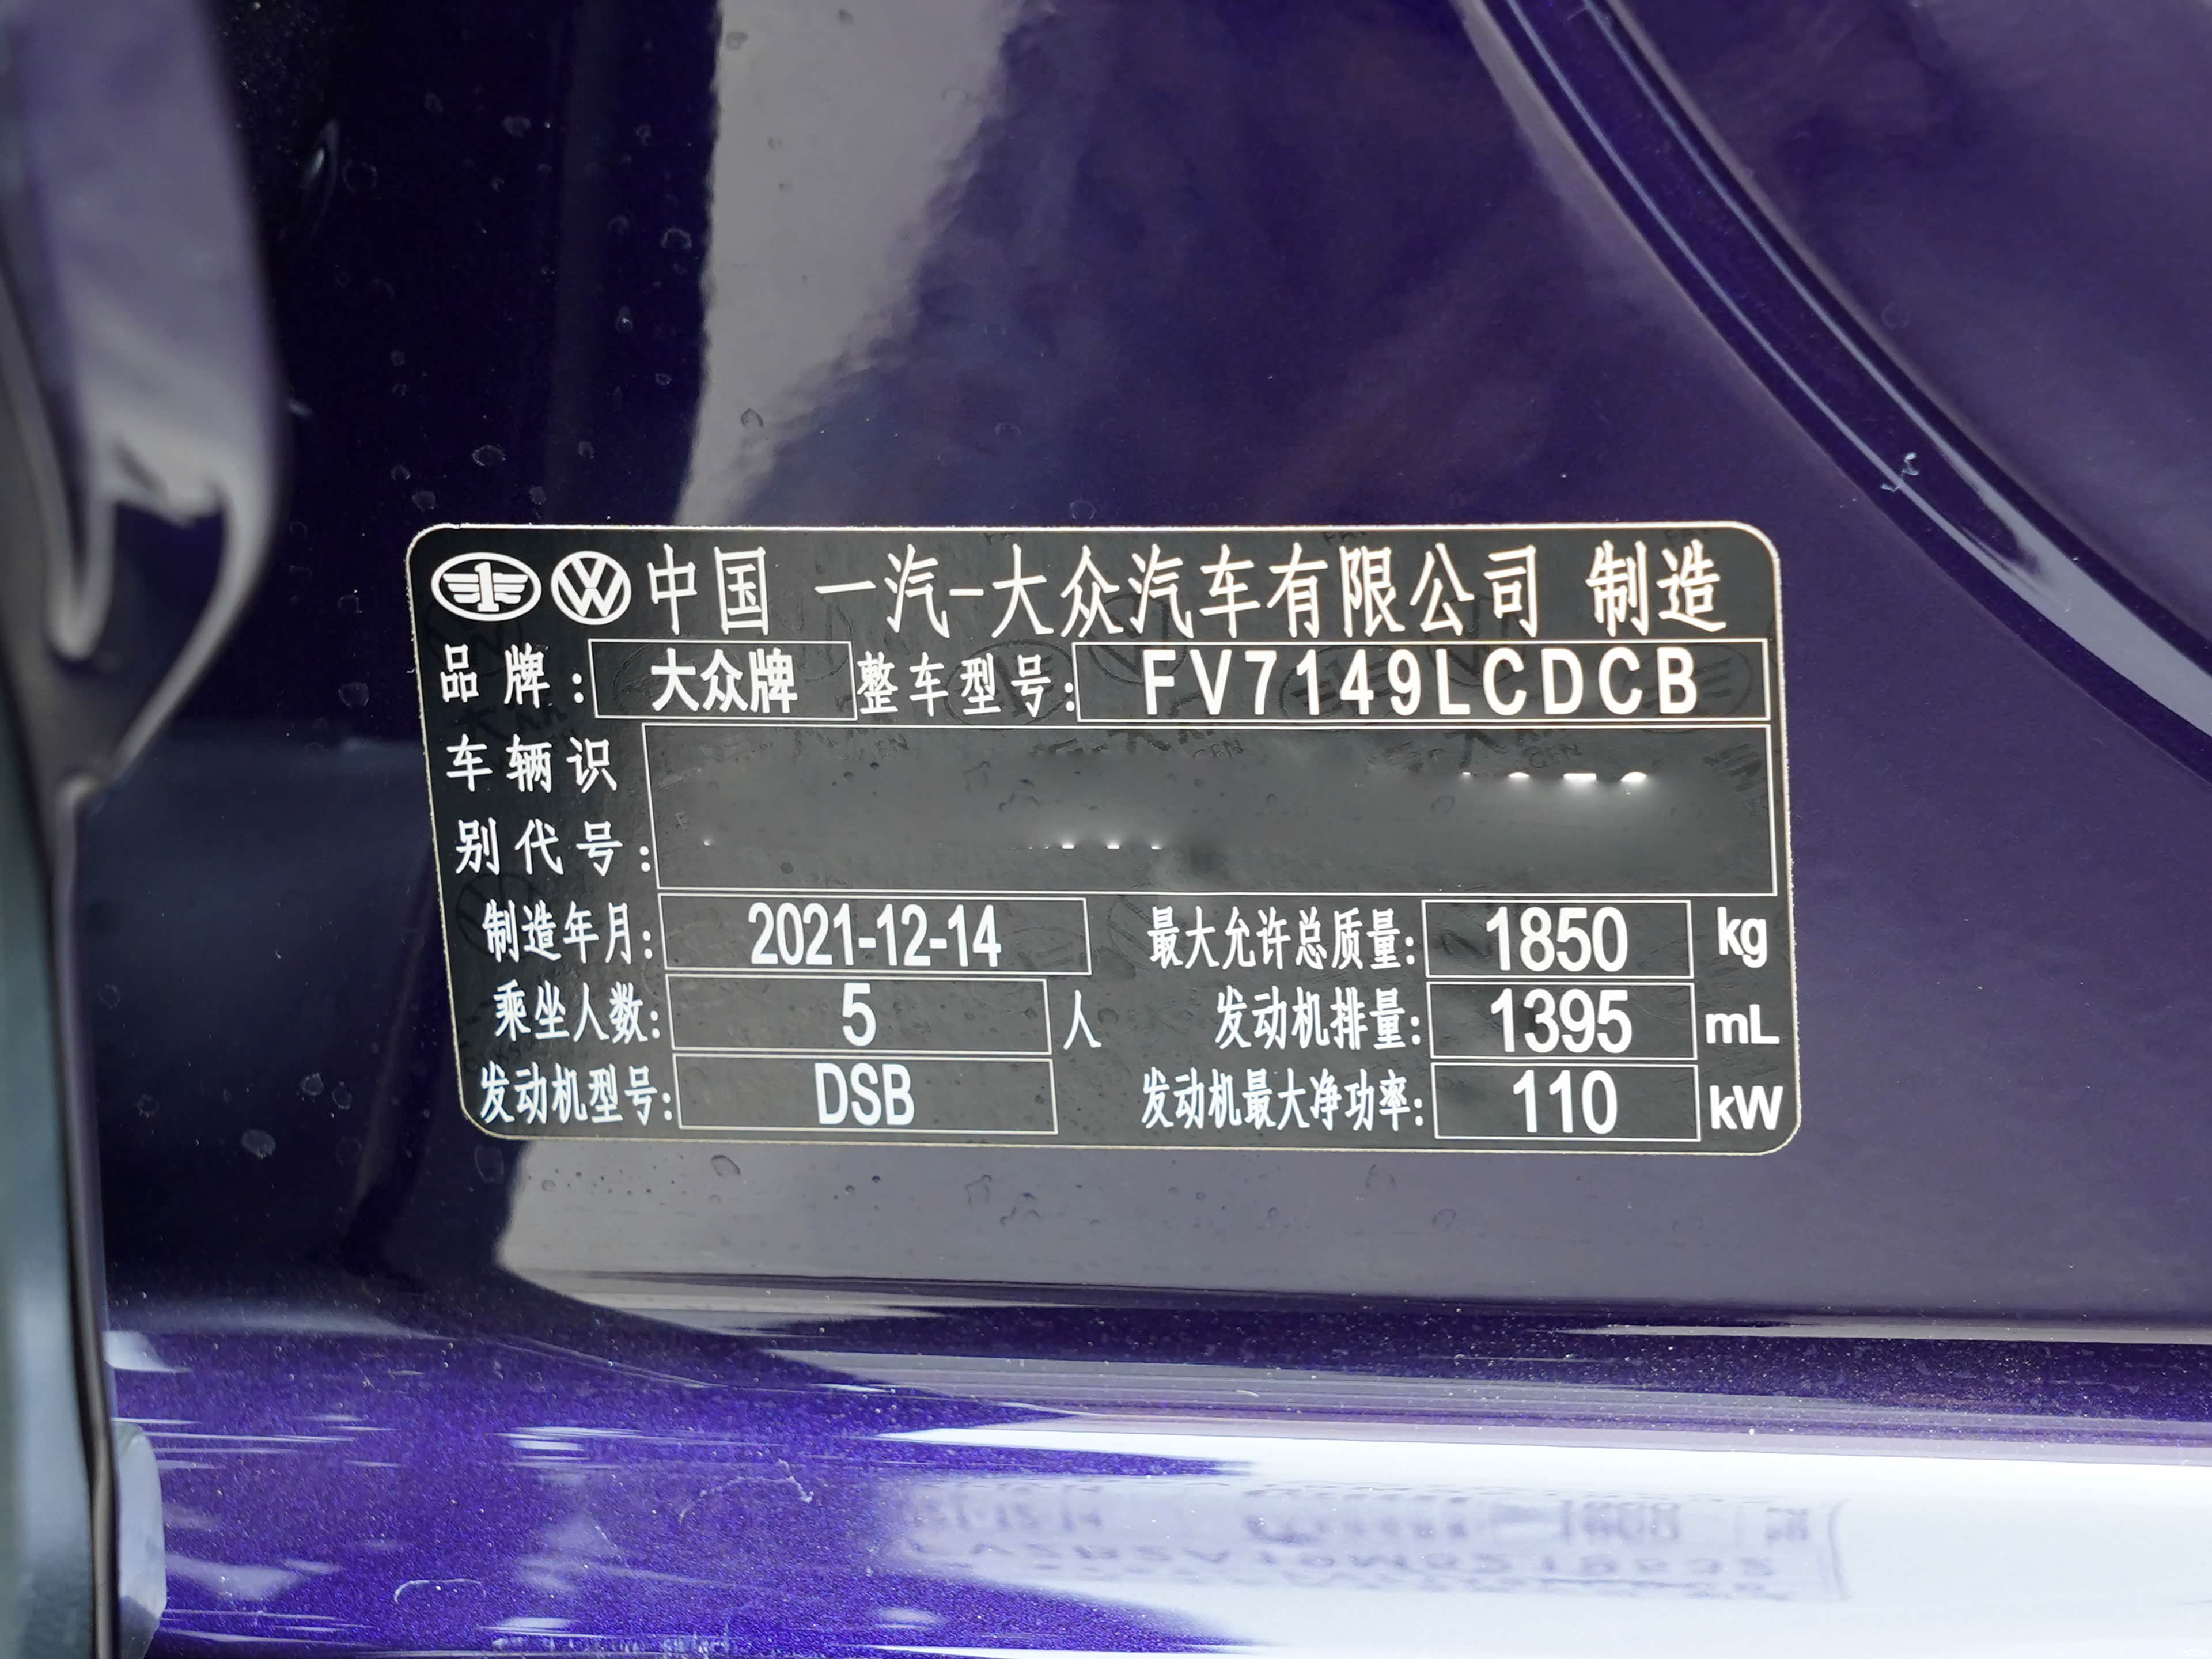 中国 一汽-大众汽车有限公司 制造
品牌: 大众牌 整车型号: FV7149LCDCB
车辆识
别代号:
制造年月: 2021-12-14 最大允许总质量: 1850 kg
乘坐人数: 5 人 发动机排量: 1395 mL
发动机型号: DSB 发动机最大净功率: 110 kW